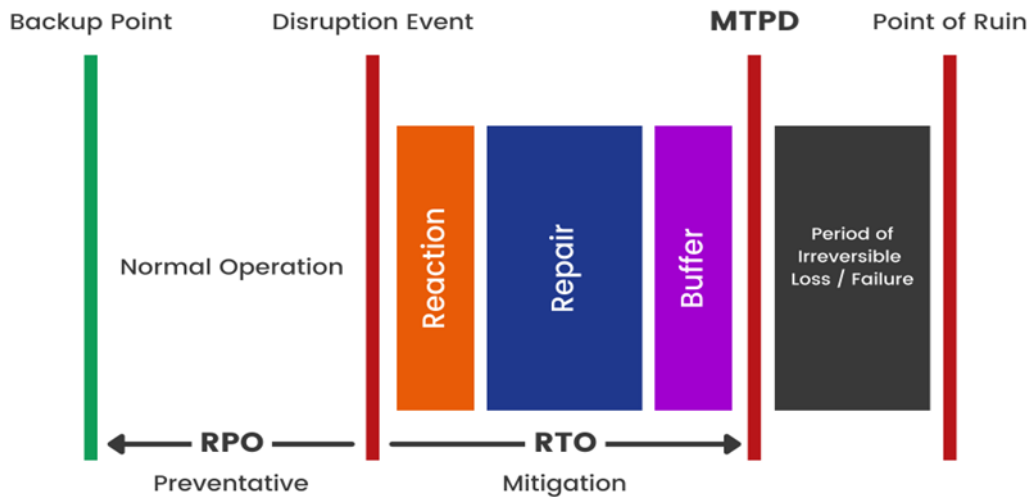 Backup Point
Disruption Event
MTPD
Point of Ruin
Normal Operation
Reaction
Repair
Buffer
Period of
Irreversible
Loss / Failure
RPO
RTO
Preventative
Mitigation